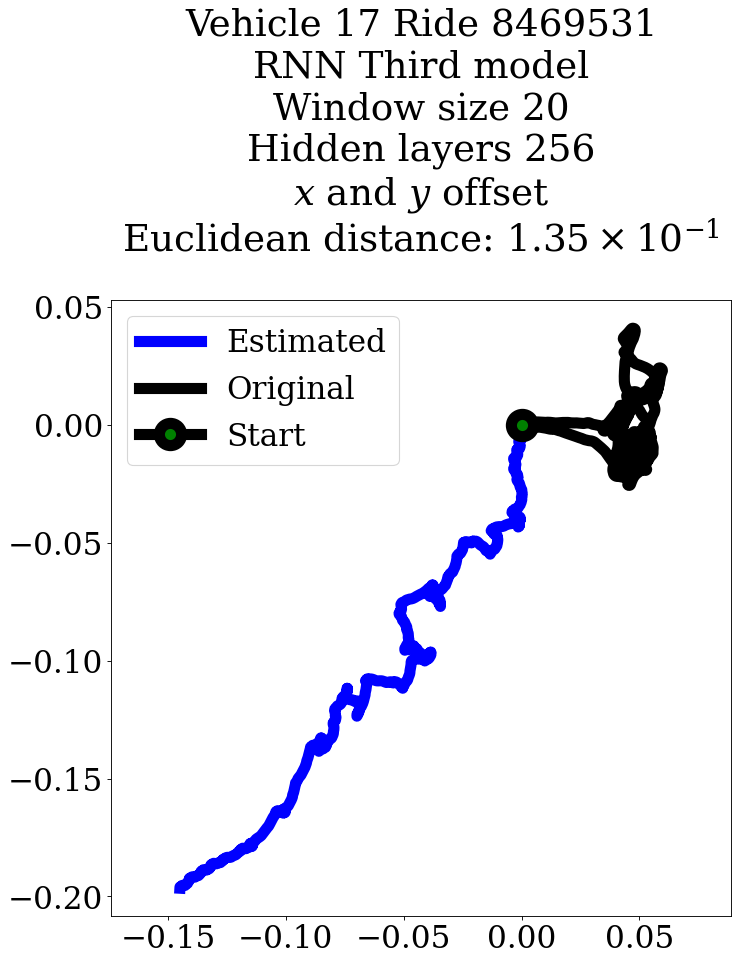 Vehicle 17 Ride 8469531
RNN Third model
Window size 20
Hidden layers 256
x and y offset
Euclidean distance: 1.35 × 10⁻¹
0.05
0.00
−0.05
−0.10
−0.15
−0.20
Estimated
Original
Start
−0.15 −0.10 −0.05 0.00 0.05